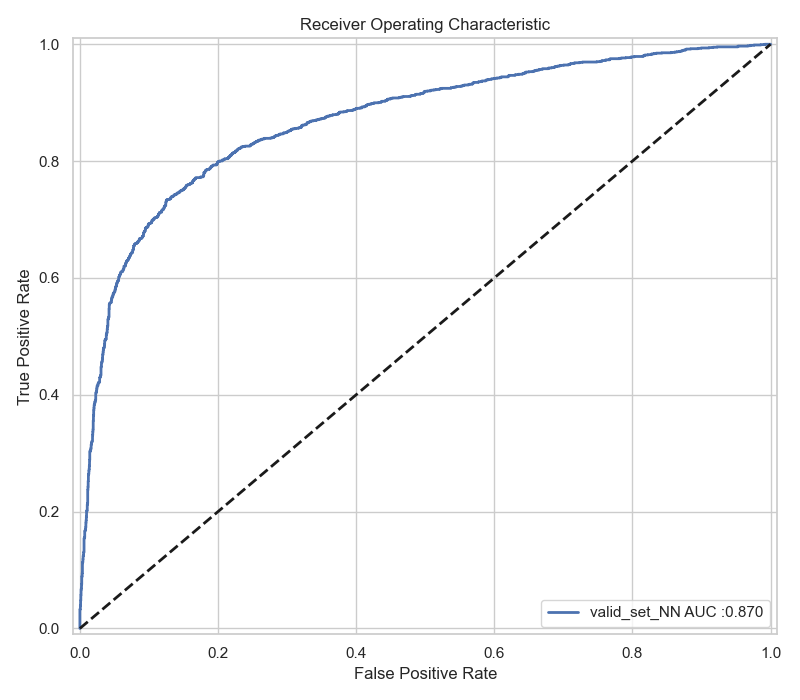 Receiver Operating Characteristic
1.0
0.8
0.6
0.4
0.2
0.0
True Positive Rate
valid_set_NN AUC :0.870
0.0 0.2 0.4 0.6 0.8 1.0
False Positive Rate